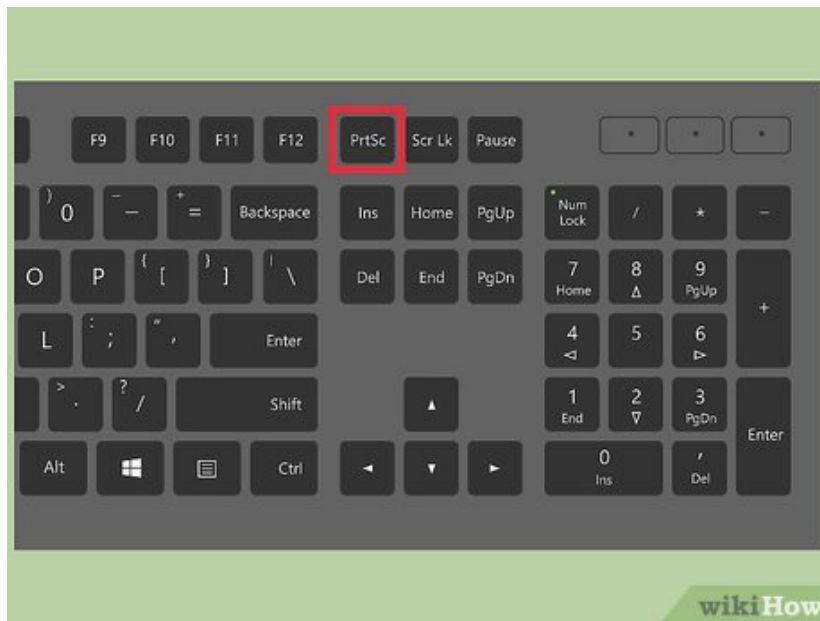 F9 F10 F11 F12 PrtSc Scr Lk Pause
) 0 – – + = Backspace Ins Home PgUp Num Lock / * –
O P { [ } ] | \ Del End PgDn 7 Home 8 9 PgUp +
L : ; " , Enter 4 5 6
> . ? / Shift 1 End 2 3 PgDn Enter
Alt Ctrl 0 Ins , Del
wikiHow